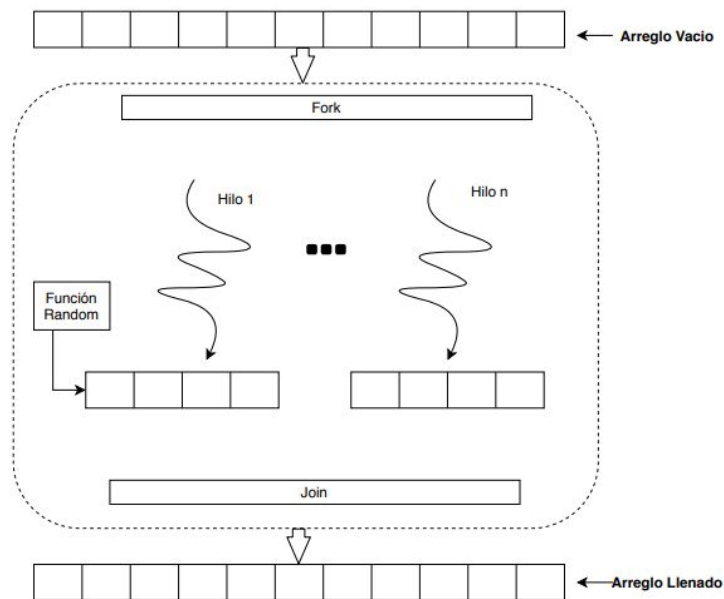 Arreglo Vacio
Fork
Hilo 1
Hilo n
Función
Random
Join
Arreglo Llenado